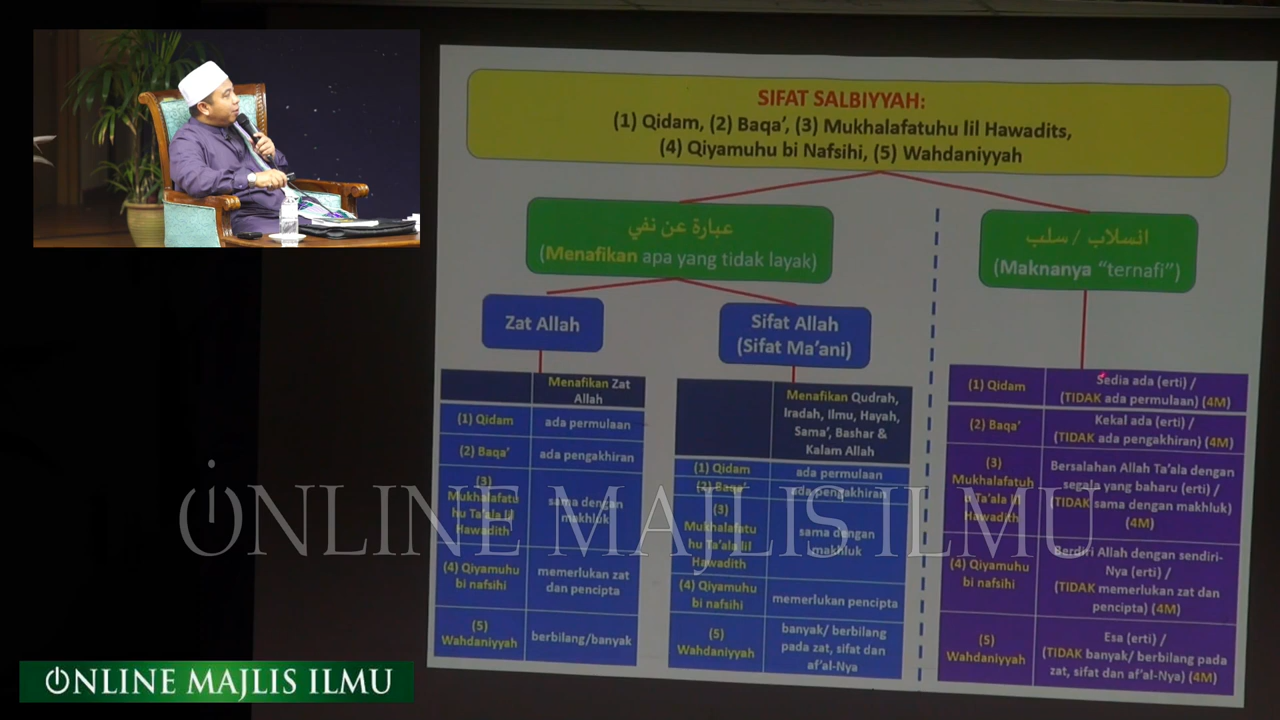 SIFAT SALBIYYAH:
(1) Qidam, (2) Baqa’, (3) Mukhalafatuhu lil Hawadits,
(4) Qiyamuhu bi Nafsihi, (5) Wahdaniyyah
عبارة عن نفي
(Menafikan apa yang tidak layak)
انسلاب / سلب
(Maknanya “ternafi”)
Zat Allah
Sifat Allah
(Sifat Ma’ani)
Menafikan Zat
Allah
(1) Qidam
ada permulaan
(2) Baqa’
ada pengakhiran
(3)
Mukhalafatu
hu Ta’ala lil
Hawadith
sama dengan
makhluk
(4) Qiyamuhu
bi nafsihi
memerlukan zat
dan pencipta
(5)
Wahdaniyyah
berbilang/banyak
Menafikan Qudrah,
Iradah, Ilmu, Hayah,
Sama’, Bashar &
Kalam Allah
(1) Qidam
ada permulaan
(2) Baqa’
ada pengakhiran
(3)
Mukhalafatu
hu Ta’ala lil
Hawadith
sama dengan
makhluk
(4) Qiyamuhu
bi nafsihi
memerlukan pencipta
(5)
Wahdaniyyah
banyak/ berbilang
pada zat, sifat dan
af’al-Nya
(1) Qidam
Sedia ada (erti) /
(TIDAK ada permulaan) (4M)
(2) Baqa’
Kekal ada (erti) /
(TIDAK ada pengakhiran) (4M)
(3)
Mukhalafatuh
u Ta’ala lil
Hawadith
Bersalahan Allah Ta’ala dengan
segala yang baharu (erti) /
(TIDAK sama dengan makhluk)
(4M)
(4) Qiyamuhu
bi nafsihi
Berdiri Allah dengan sendiri-
Nya (erti) /
(TIDAK memerlukan zat dan
pencipta) (4M)
(5)
Wahdaniyyah
Esa (erti) /
(TIDAK banyak/ berbilang pada
zat, sifat dan af’al-Nya) (4M)
ONLINE MAJLIS ILMU
ONLINE MAJLIS ILMU